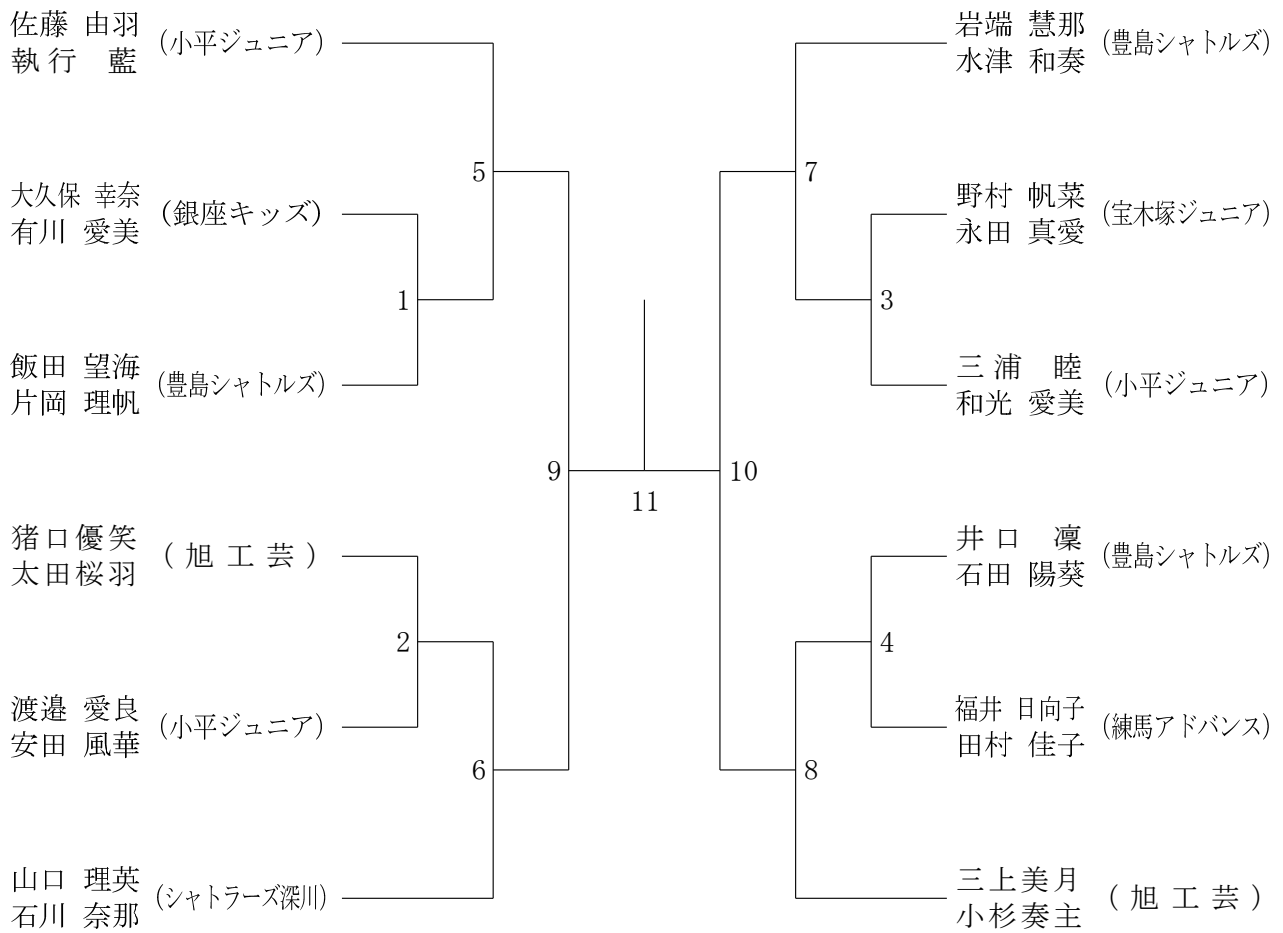 佐藤 由羽
執行 藍
(小平ジュニア)
大久保 幸奈
有川 愛美
(銀座キッズ)
飯田 望海
片岡 理帆
(豊島シャトルズ)
猪口優笑
太田桜羽
(旭工芸)
渡邉 愛良
安田 風華
(小平ジュニア)
山口 理英
石川 奈那
(シャトラーズ深川)
5
1
9
2
6
11
7
3
10
4
8
岩端 慧那
水津 和奏
(豊島シャトルズ)
野村 帆菜
永田 真愛
(宝木塚ジュニア)
三浦 睦
和光 愛美
(小平ジュニア)
井口 凜
石田 陽葵
(豊島シャトルズ)
福井 日向子
田村 佳子
(練馬アドバンス)
三上美月
小杉奏主
(旭工芸)